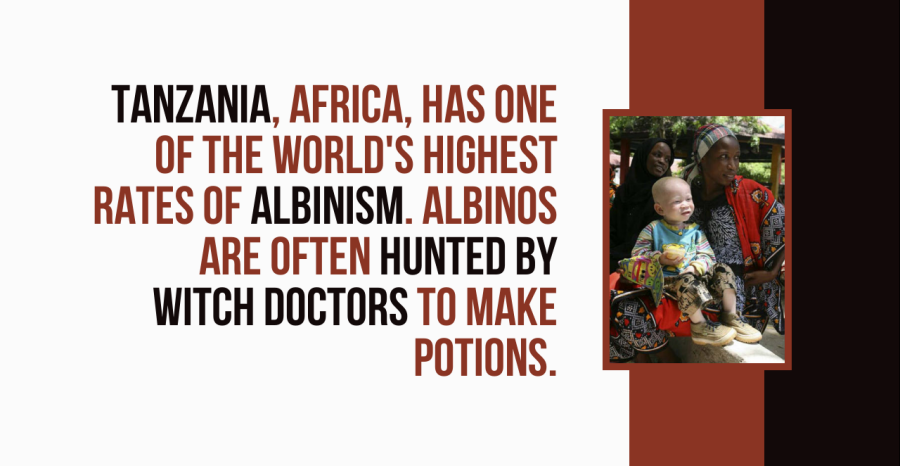 TANZANIA, AFRICA, HAS ONE
OF THE WORLD'S HIGHEST
RATES OF ALBINISM. ALBINOS
ARE OFTEN HUNTED BY
WITCH DOCTORS TO MAKE
POTIONS.